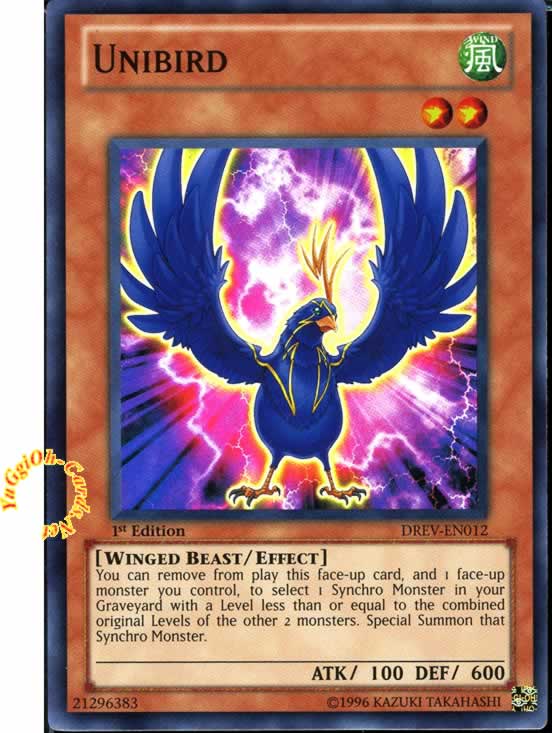 UNIBIRD
WIND
風
1st Edition
DREV-EN012
[WINGED BEAST/EFFECT]
You can remove from play this face-up card, and 1 face-up
monster you control, to select 1 Synchro Monster in your
Graveyard with a Level less than or equal to the combined
original Levels of the other 2 monsters. Special Summon that
Synchro Monster.
ATK/ 100 DEF/ 600
21296383
©1996 KAZUKI TAKAHASHI
YuGgiOh-Cards.Net